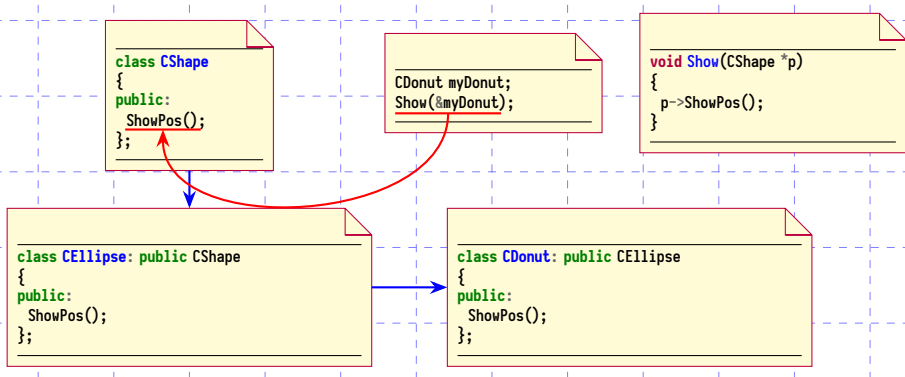 class CShape
{
public:
ShowPos();
};
CDonut myDonut;
Show(&myDonut);
void Show(CShape *p)
{
p->ShowPos();
}
class CEllipse: public CShape
{
public:
ShowPos();
};
class CDonut: public CEllipse
{
public:
ShowPos();
};